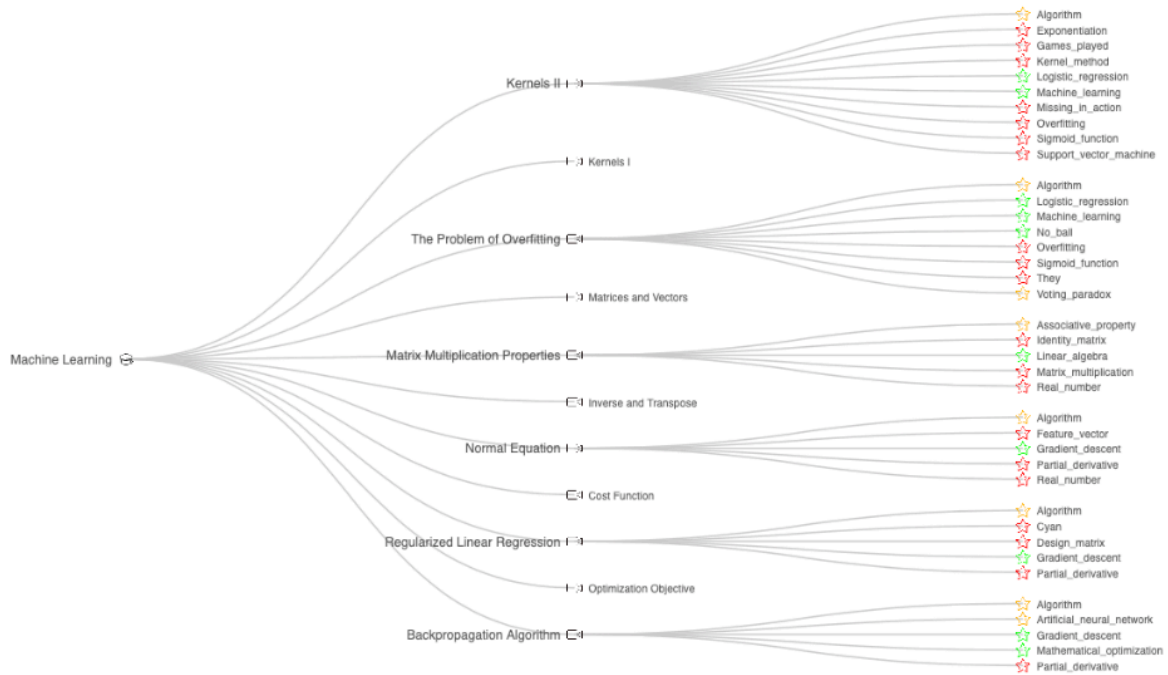 Algorithm
Exponentiation
Games_played
Kernel_method
Kernels II
Logistic_regression
Machine_learning
Missing_in_action
Overfitting
Sigmoid_function
Support_vector_machine
Kernels I
Algorithm
Logistic_regression
Machine_learning
No_ball
The Problem of Overfitting
Overfitting
Sigmoid_function
They
Voting_paradox
Matrices and Vectors
Associative_property
Identity_matrix
Matrix Multiplication Properties
Linear_algebra
Machine Learning
Matrix_multiplication
Real_number
Inverse and Transpose
Algorithm
Feature_vector
Normal Equation
Gradient_descent
Partial_derivative
Real_number
Cost Function
Algorithm
Cyan
Regularized Linear Regression
Design_matrix
Gradient_descent
Partial_derivative
Optimization Objective
Algorithm
Artificial_neural_network
Backpropagation Algorithm
Gradient_descent
Mathematical_optimization
Partial_derivative